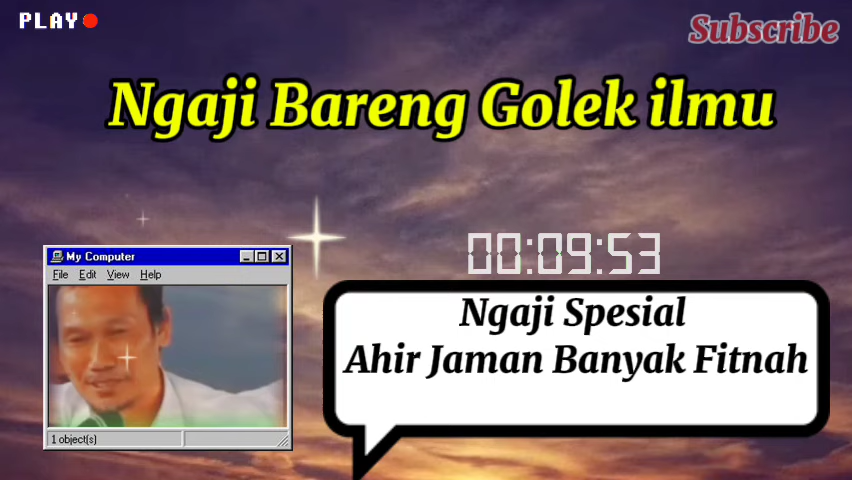 PLAY
Subscribe
Ngaji Bareng Golek ilmu
00:09:53
My Computer
File Edit View Help
1 object(s)
Ngaji Spesial
Ahir Jaman Banyak Fitnah